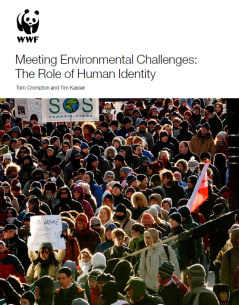 WWF
Meeting Environmental Challenges:
The Role of Human Identity
Tom Crompton and Tim Kasser
SOS